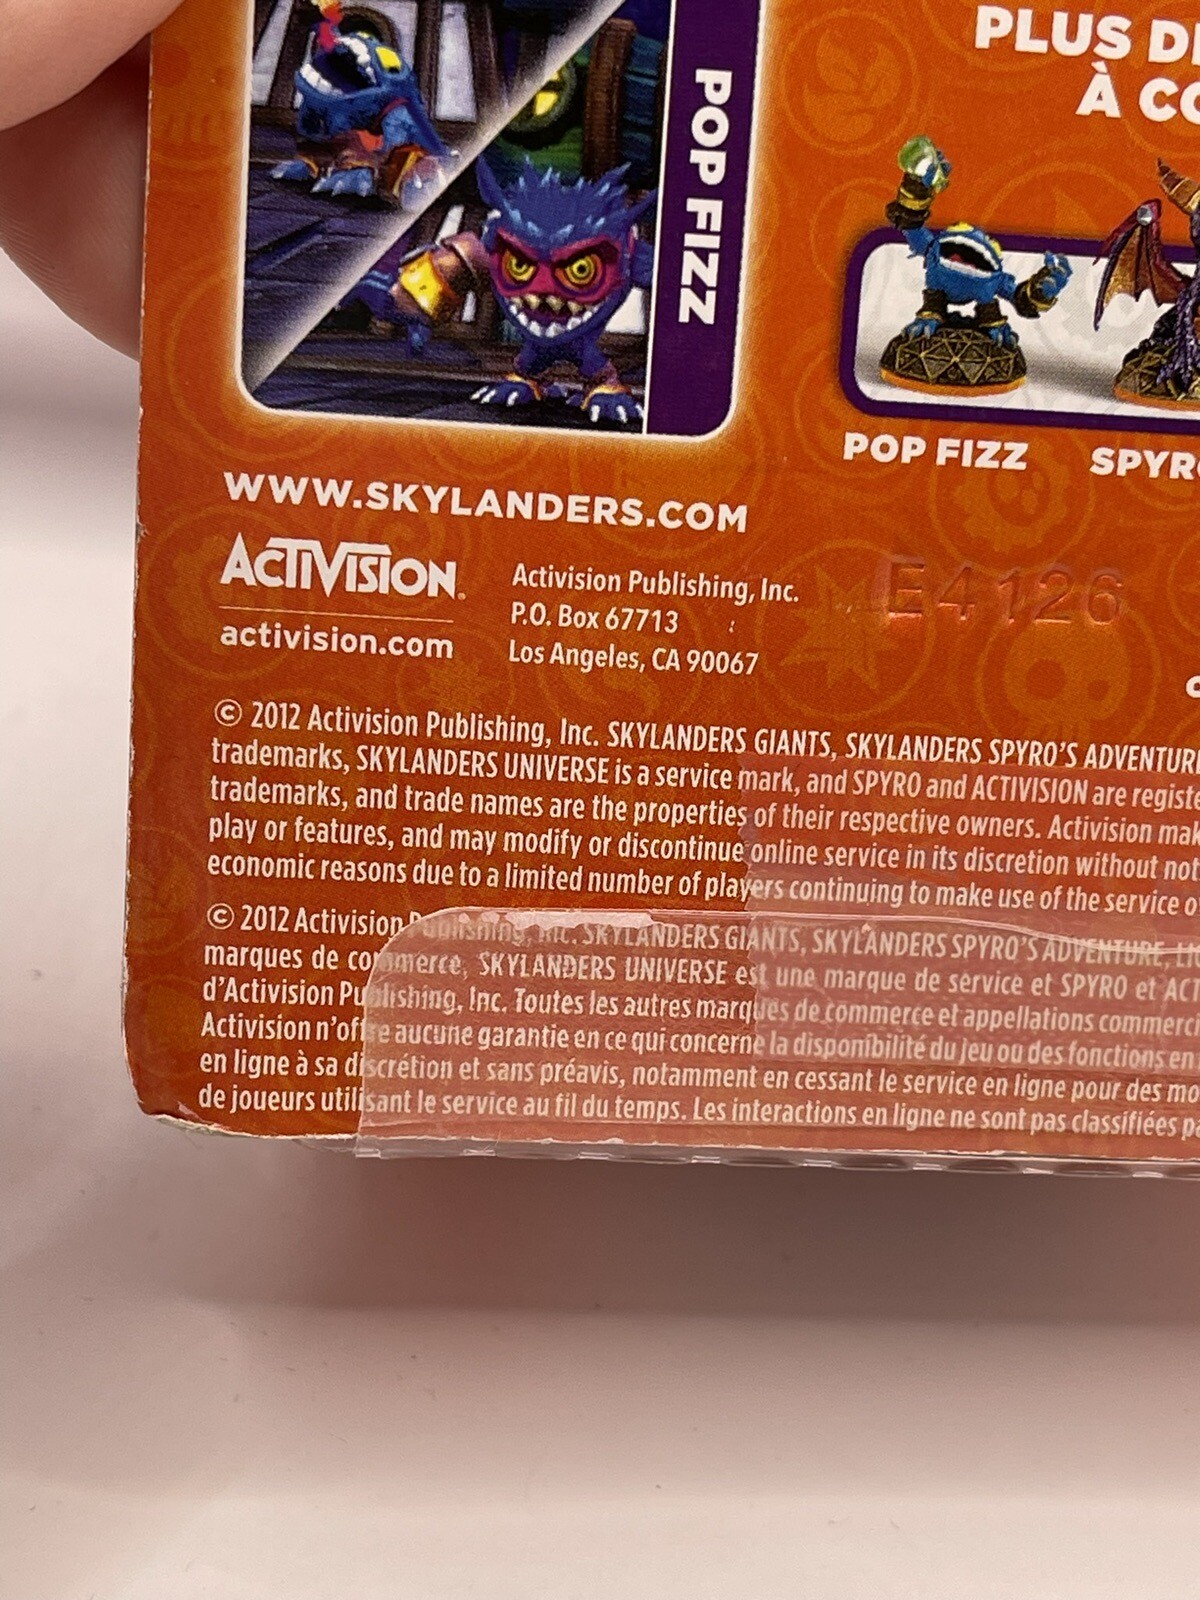 POP FIZZ
PLUS
À
POP FIZZ
WWW.SKYLANDERS.COM
ACTIVISION®
activision.com
Activision Publishing, Inc.
P.O. Box 67713
Los Angeles, CA 90067
E4126
© 2012 Activision Publishing, Inc. SKYLANDERS GIANTS, SKYLANDERS SPYRO'S ADVENTURE
trademarks, SKYLANDERS UNIVERSE is a service mark, and SPYRO and ACTIVISION are
trademarks, and trade names are the properties of their respective owners. Activision
play or features, and may modify or discontinue online service in its discretion without
economic reasons due to a limited number of players continuing to make use of the service
© 2012 Activision Publishing, Inc. SKYLANDERS GIANTS, SKYLANDERS SPYRO'S ADVENTURE,
marques de commerce, SKYLANDERS UNIVERSE est une marque de service et SPYRO et
d'Activision Publishing, Inc. Toutes les autres marques de commerce et appellations
Activision n'offre aucune garantie en ce qui concerne la disponibilité du jeu ou des fonctions en
en ligne à sa discrétion et sans préavis, notamment en cessant le service en ligne pour des
de joueurs utilisant le service au fil du temps. Les interactions en ligne ne sont pas classifiées